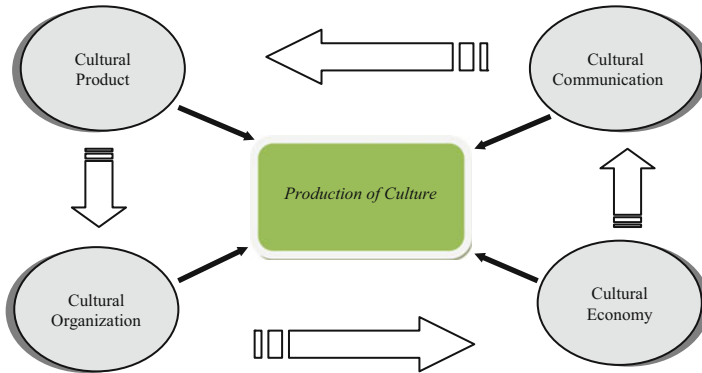 Cultural
Product
Cultural
Communication
Production of Culture
Cultural
Organization
Cultural
Economy